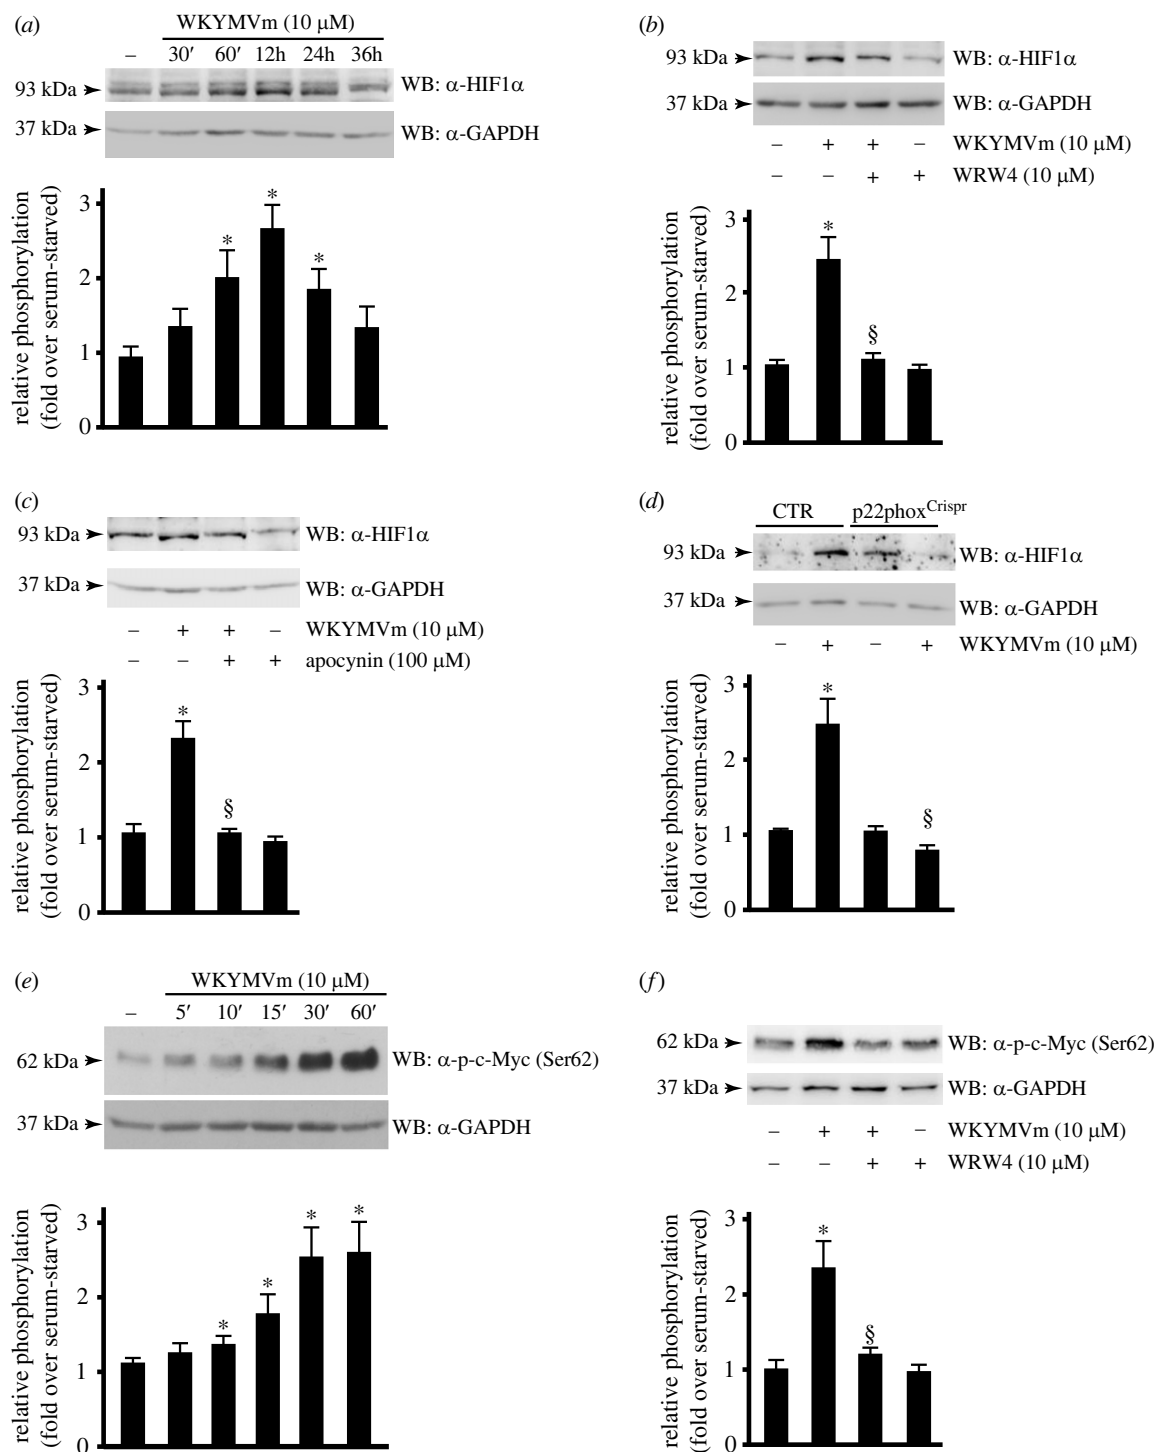 (a)
WKYMVm (10 μM)
– 30′ 60′ 12h 24h 36h
93 kDa WB: α-HIF1α
37 kDa WB: α-GAPDH
relative phosphorylation
(fold over serum-starved)
3
2
1
0
* * *
(b)
93 kDa WB: α-HIF1α
37 kDa WB: α-GAPDH
– + + – WKYMVm (10 μM)
– – + + WRW4 (10 μM)
relative phosphorylation
(fold over serum-starved)
3
2
1
0
* §
(c)
93 kDa WB: α-HIF1α
37 kDa WB: α-GAPDH
– + + – WKYMVm (10 μM)
– – + + apocynin (100 μM)
relative phosphorylation
(fold over serum-starved)
3
2
1
0
* §
(d)
CTR p22phoxCrispr
93 kDa WB: α-HIF1α
37 kDa WB: α-GAPDH
– + – + WKYMVm (10 μM)
relative phosphorylation
(fold over serum-starved)
3
2
1
0
* §
(e)
WKYMVm (10 μM)
– 5′ 10′ 15′ 30′ 60′
62 kDa WB: α-p-c-Myc (Ser62)
37 kDa WB: α-GAPDH
relative phosphorylation
(fold over serum-starved)
3
2
1
0
* * * *
(f)
62 kDa WB: α-p-c-Myc (Ser62)
37 kDa WB: α-GAPDH
– + + – WKYMVm (10 μM)
– – + + WRW4 (10 μM)
relative phosphorylation
(fold over serum-starved)
3
2
1
0
* §